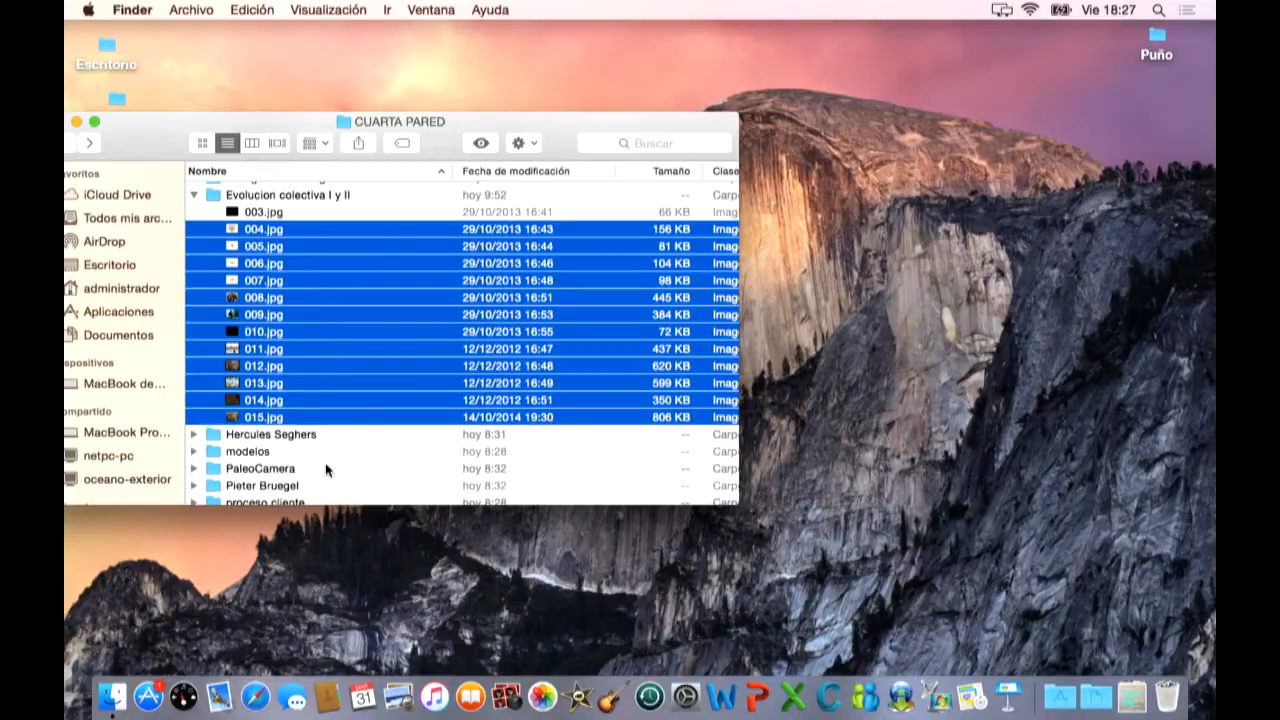 Finder Archivo Edición Visualización Ir Ventana Ayuda Vie 18:27
Escritorio
Puño
CUARTA PARED
Buscar
Nombre Fecha de modificación Tamaño Clase
avoritos
iCloud Drive
Todos mis arc...
AirDrop
Escritorio
administrador
Aplicaciones
Documentos
spositivos
MacBook de...
ompartido
MacBook Pro...
netpc-pc
oceano-exterior
Evolucion colectiva I y II hoy 9:52 -- Carp
003.jpg 29/10/2013 16:41 66 KB Imag
004.jpg 29/10/2013 16:43 156 KB Imag
005.jpg 29/10/2013 16:44 81 KB Imag
006.jpg 29/10/2013 16:46 104 KB Imag
007.jpg 29/10/2013 16:48 98 KB Imag
008.jpg 29/10/2013 16:51 445 KB Imag
009.jpg 29/10/2013 16:53 384 KB Imag
010.jpg 29/10/2013 16:55 72 KB Imag
011.jpg 12/12/2012 16:47 437 KB Imag
012.jpg 12/12/2012 16:48 620 KB Imag
013.jpg 12/12/2012 16:49 599 KB Imag
014.jpg 12/12/2012 16:51 350 KB Imag
015.jpg 14/10/2014 19:30 806 KB Imag
Hercules Seghers hoy 8:31 -- Carp
modelos hoy 8:28 -- Carp
PaleoCamera hoy 8:32 -- Carp
Pieter Bruegel hoy 8:32 -- Carp
proceso cliente hoy 8:28 -- Carp
31